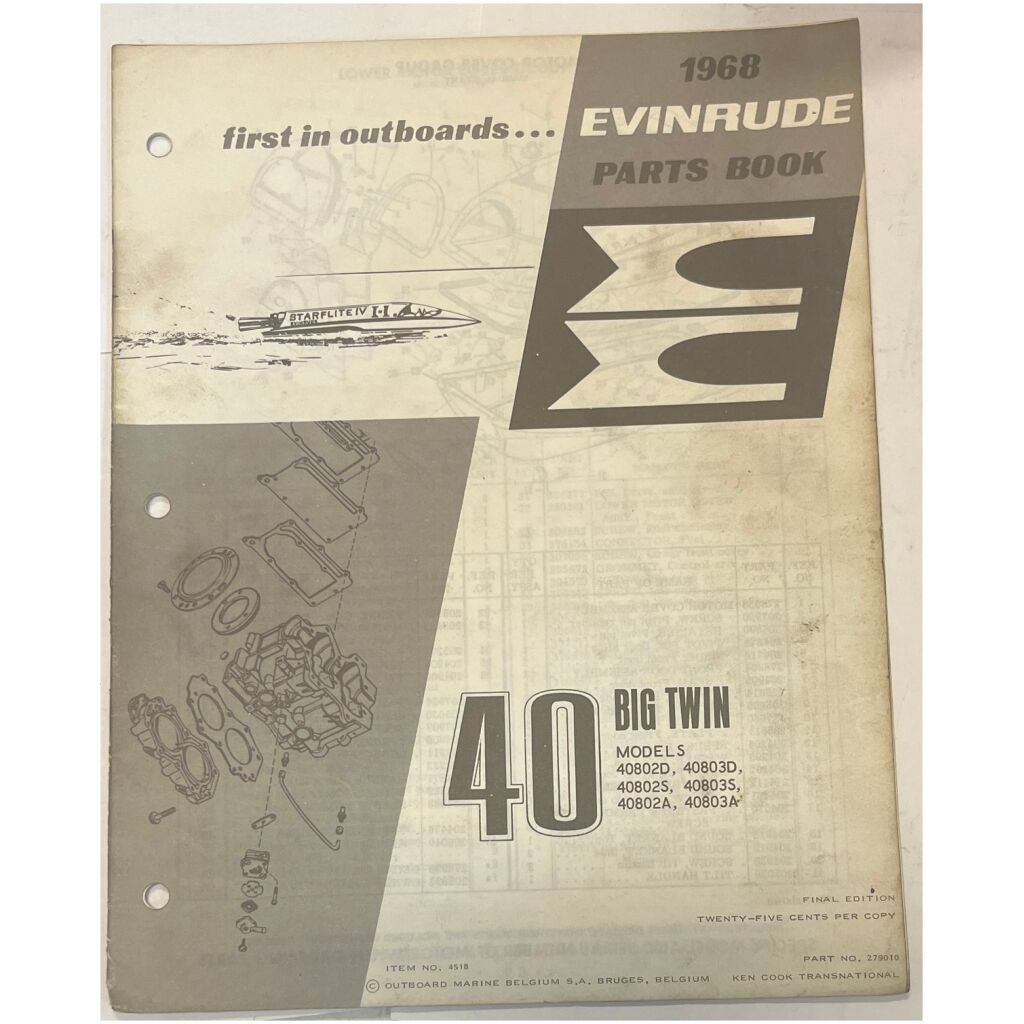 1968
EVINRUDE
PARTS BOOK
first in outboards...
STARFLITE IV I-I
EVINRUDE
40 BIG TWIN
MODELS
40802D, 40803D,
40802S, 40803S,
40802A, 40803A
FINAL EDITION
TWENTY-FIVE CENTS PER COPY
ITEM NO. 4518
PART NO. 279010
© OUTBOARD MARINE BELGIUM S.A. BRUGES, BELGIUM KEN COOK TRANSNATIONAL